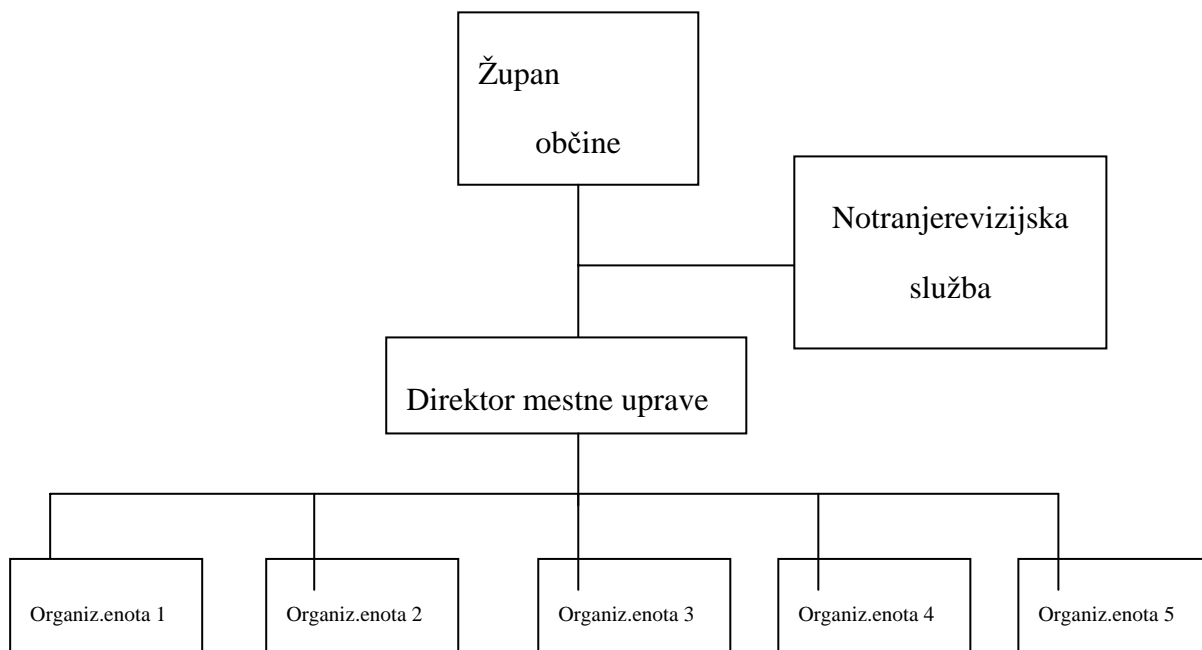 Župan
občine
Notranjerevizijska
služba
Direktor mestne uprave
Organiz.enota 1
Organiz.enota 2
Organiz.enota 3
Organiz.enota 4
Organiz.enota 5